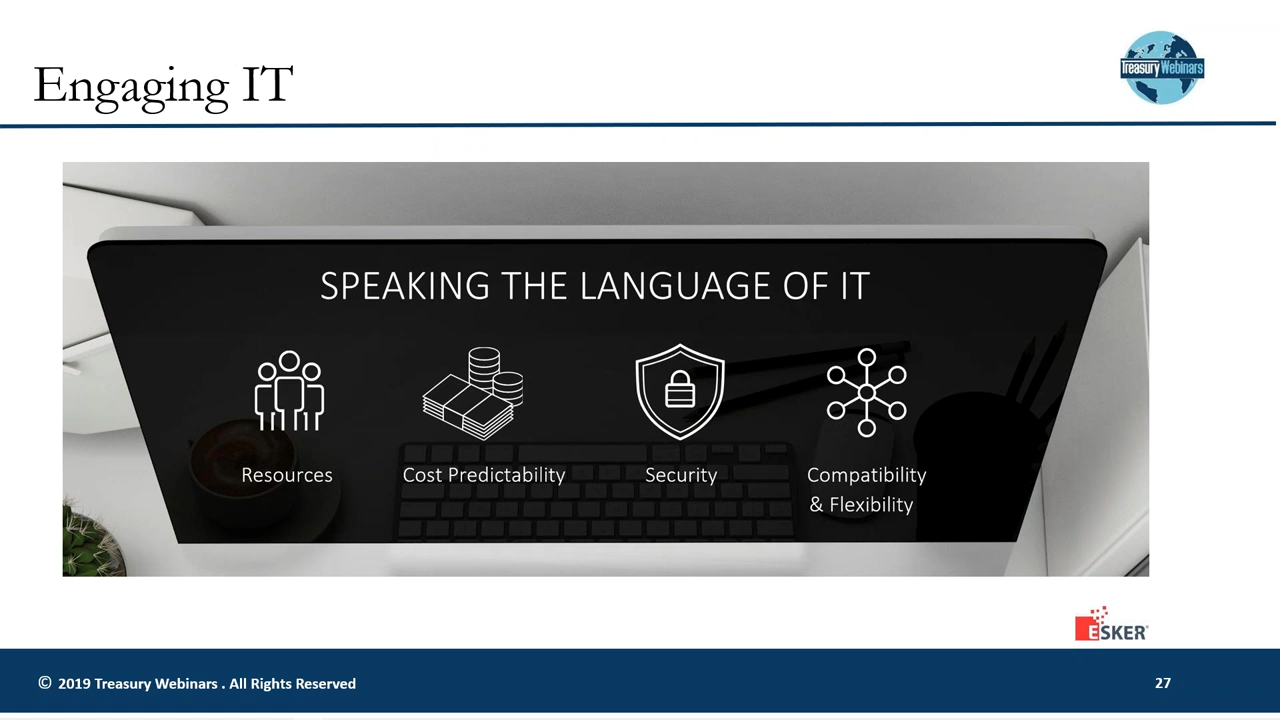 Engaging IT
Treasury Webinars
SPEAKING THE LANGUAGE OF IT
Resources
Cost Predictability
Security
Compatibility
& Flexibility
ESKER
© 2019 Treasury Webinars . All Rights Reserved
27